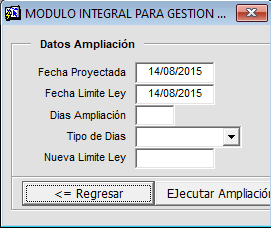 MODULO INTEGRAL PARA GESTION ...
Datos Ampliación
Fecha Proyectada 14/08/2015
Fecha Limite Ley 14/08/2015
Dias Ampliación
Tipo de Dias
Nueva Limite Ley
<= Regresar EJecutar Ampliación